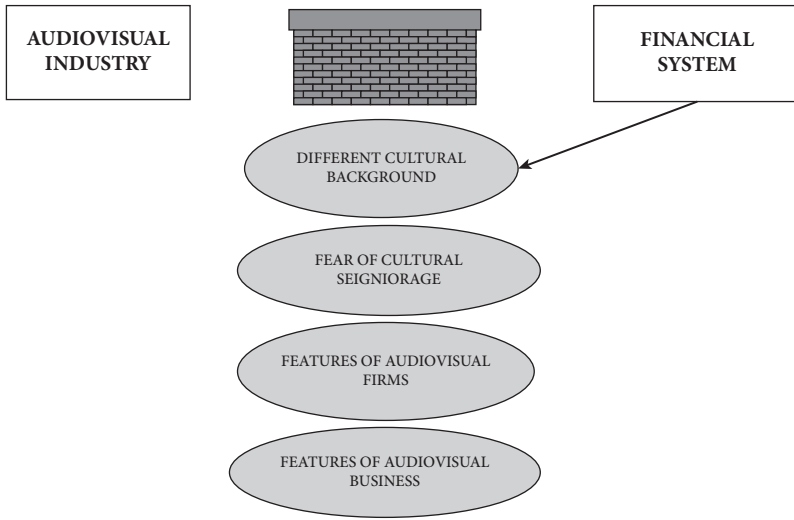 AUDIOVISUAL
INDUSTRY
FINANCIAL
SYSTEM
DIFFERENT CULTURAL
BACKGROUND
FEAR OF CULTURAL
SEIGNIORAGE
FEATURES OF AUDIOVISUAL
FIRMS
FEATURES OF AUDIOVISUAL
BUSINESS